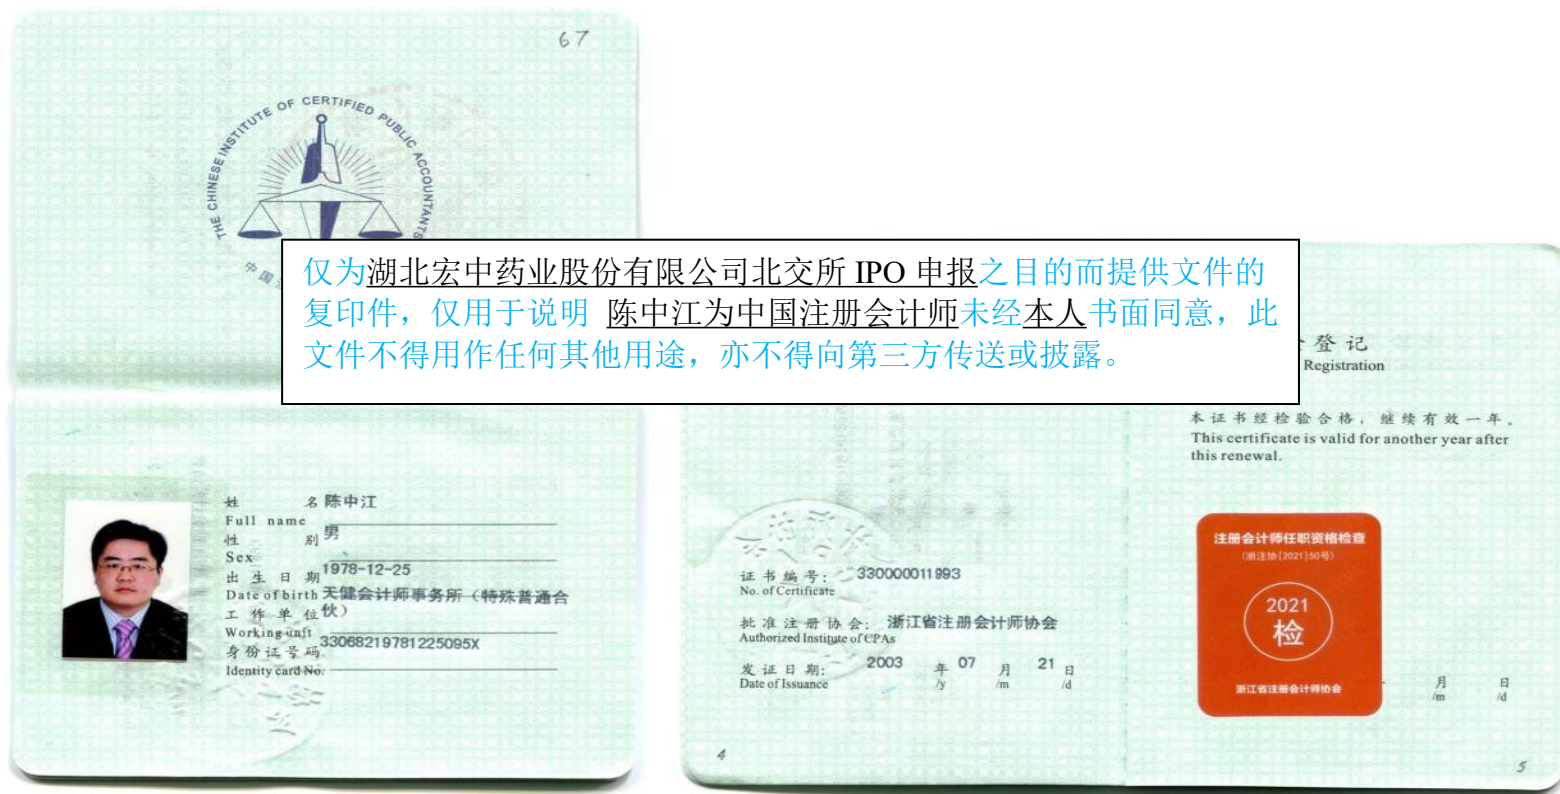 67
THE CHINESE INSTITUTE OF CERTIFIED PUBLIC ACCOUNTANTS
中国
仅为湖北宏中药业股份有限公司北交所 IPO 申报之目的而提供文件的
复印件，仅用于说明 陈中江为中国注册会计师未经本人书面同意，此
文件不得用作任何其他用途，亦不得向第三方传送或披露。
姓 名 陈中江
Full name
性 别 男
Sex
出生日期 1978-12-25
Date of birth
工作单位 天健会计师事务所（特殊普通合
伙）
Working unit
身份证号码 33068219781225095X
Identity card No.
证书编号： 330000011993
No. of Certificate
批准注册协会： 浙江省注册会计师协会
Authorized Institute of CPAs
发证日期： 2003 年 07 月 21 日
Date of Issuance /y /m /d
4
登记
Registration
本证书经检验合格，继续有效一年。
This certificate is valid for another year after
this renewal.
注册会计师任职资格检查
（浙注协[2021]50号）
2021
检
浙江省注册会计师协会
月 日
/m /d
5